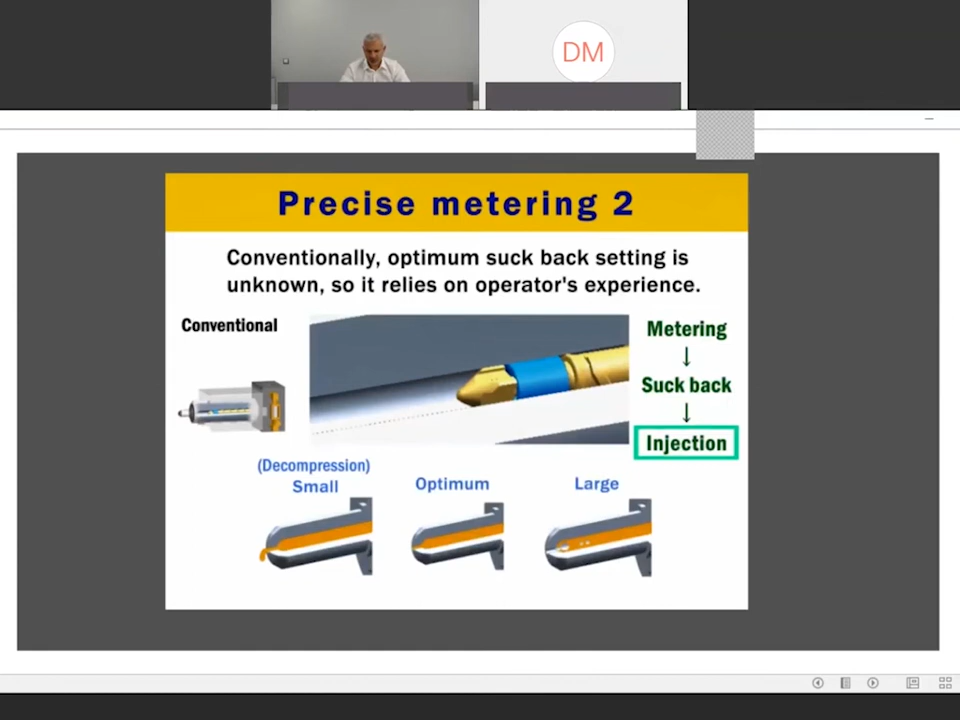 DM
Precise metering 2
Conventionally, optimum suck back setting is
unknown, so it relies on operator's experience.
Conventional
Metering
↓
Suck back
↓
Injection
(Decompression)
Small
Optimum
Large